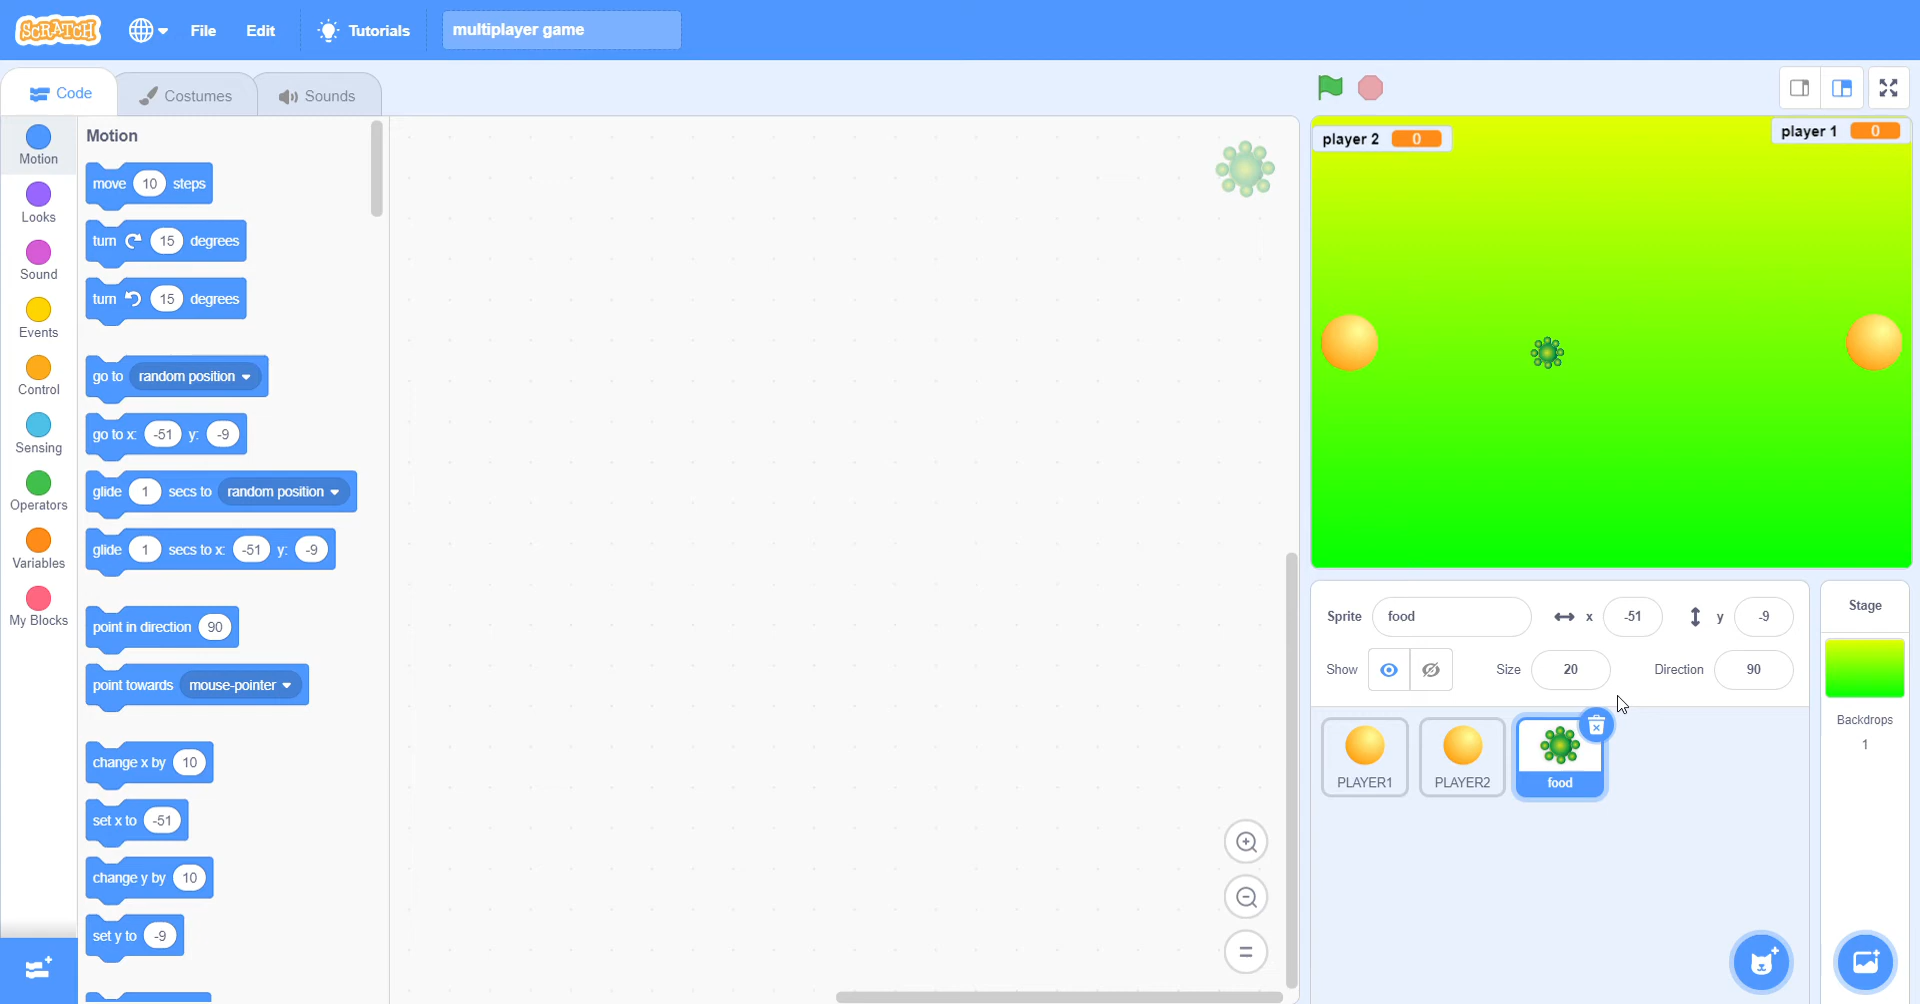 SCRATCH File Edit Tutorials multiplayer game
Code Costumes Sounds
Motion
Looks
Sound
Events
Control
Sensing
Operators
Variables
My Blocks
Motion
move 10 steps
turn 15 degrees
turn 15 degrees
go to random position
go to x: -51 y: -9
glide 1 secs to random position
glide 1 secs to x: -51 y: -9
point in direction 90
point towards mouse-pointer
change x by 10
set x to -51
change y by 10
set y to -9
player 2 0
player 1 0
Sprite food x -51 y -9
Show Size 20 Direction 90
PLAYER1 PLAYER2 food
Stage
Backdrops
1